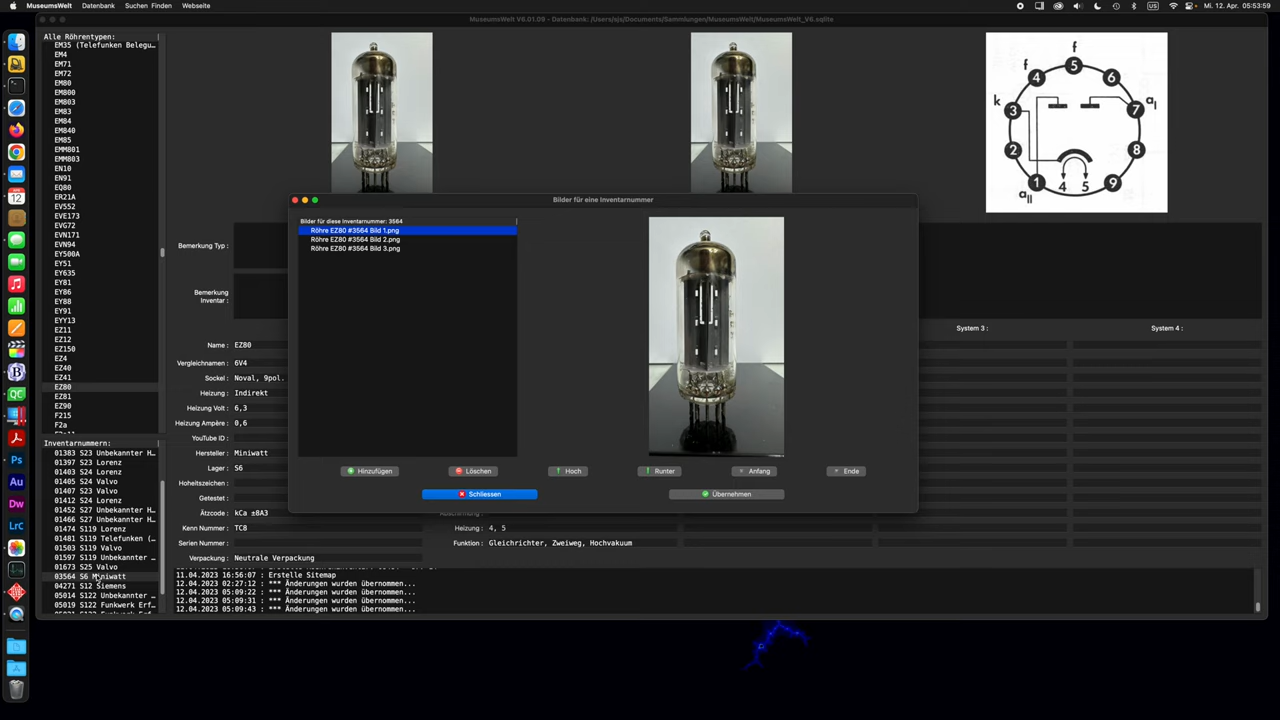 MuseumsWelt Datenbank Suchen Finden Webseite
US Mi. 12. Apr. 05:53:59
MuseumsWelt V6.01.09 - Datenbank: /Users/sjs/Documents/Sammlungen/MuseumsWelt/MuseumsWelt_V6.sqlite
Alle Röhrentypen:
EM35 (Telefunken Belegu...
EM4
EM71
EM72
EM80
EM800
EM803
EM83
EM84
EM840
EM85
EMM801
EMM803
EN10
EN91
EQ80
ER21A
EV552
EVE173
EVG72
EVN171
EVN94
EY500A
EY51
EY635
EY81
EY86
EY88
EY91
EYY13
EZ11
EZ12
EZ150
EZ4
EZ40
EZ41
EZ80
EZ81
EZ90
F215
F2a
Inventarnummern:
01383 S23 Unbekannter H...
01397 S23 Lorenz
01403 S24 Lorenz
01405 S24 Valvo
01407 S23 Valvo
01412 S24 Lorenz
01452 S27 Unbekannter H...
01466 S27 Unbekannter H...
01474 S119 Lorenz
01481 S119 Telefunken (...
01503 S119 Valvo
01597 S119 Unbekannter ...
01673 S25 Valvo
03564 S6 Miniwatt
04271 S12 Siemens
05014 S122 Unbekannter ...
05019 S122 Funkwerk Erf...
f
f 5
4 6
k 3 7 aI
2 8
1 4 5 9
aII
Bemerkung Typ :
Bemerkung
Inventar :
Name : EZ80
Vergleichnamen : 6V4
Sockel : Noval, 9pol.
Heizung : Indirekt
Heizung Volt : 6,3
Heizung Ampère : 0,6
YouTube ID :
Hersteller : Miniwatt
Lager : S6
Hoheitszeichen :
Getestet :
Ätzcode : kCa ±8A3
Kenn Nummer : TC8
Serien Nummer :
Verpackung : Neutrale Verpackung
System 3 : System 4 :
Heizung : 4, 5
Funktion : Gleichrichter, Zweiweg, Hochvakuum
Bilder für eine Inventarnummer
Bilder für diese Inventarnummer: 3564
Röhre EZ80 #3564 Bild 1.png
Röhre EZ80 #3564 Bild 2.png
Röhre EZ80 #3564 Bild 3.png
Hinzufügen Löschen Hoch Runter Anfang Ende
Schliessen Übernehmen
11.04.2023 16:56:07 : Erstelle Sitemap
12.04.2023 02:27:12 : *** Änderungen wurden übernommen...
12.04.2023 05:09:22 : *** Änderungen wurden übernommen...
12.04.2023 05:09:31 : *** Änderungen wurden übernommen...
12.04.2023 05:09:43 : *** Änderungen wurden übernommen...
12
QC
Ps
Au
Dw
LrC